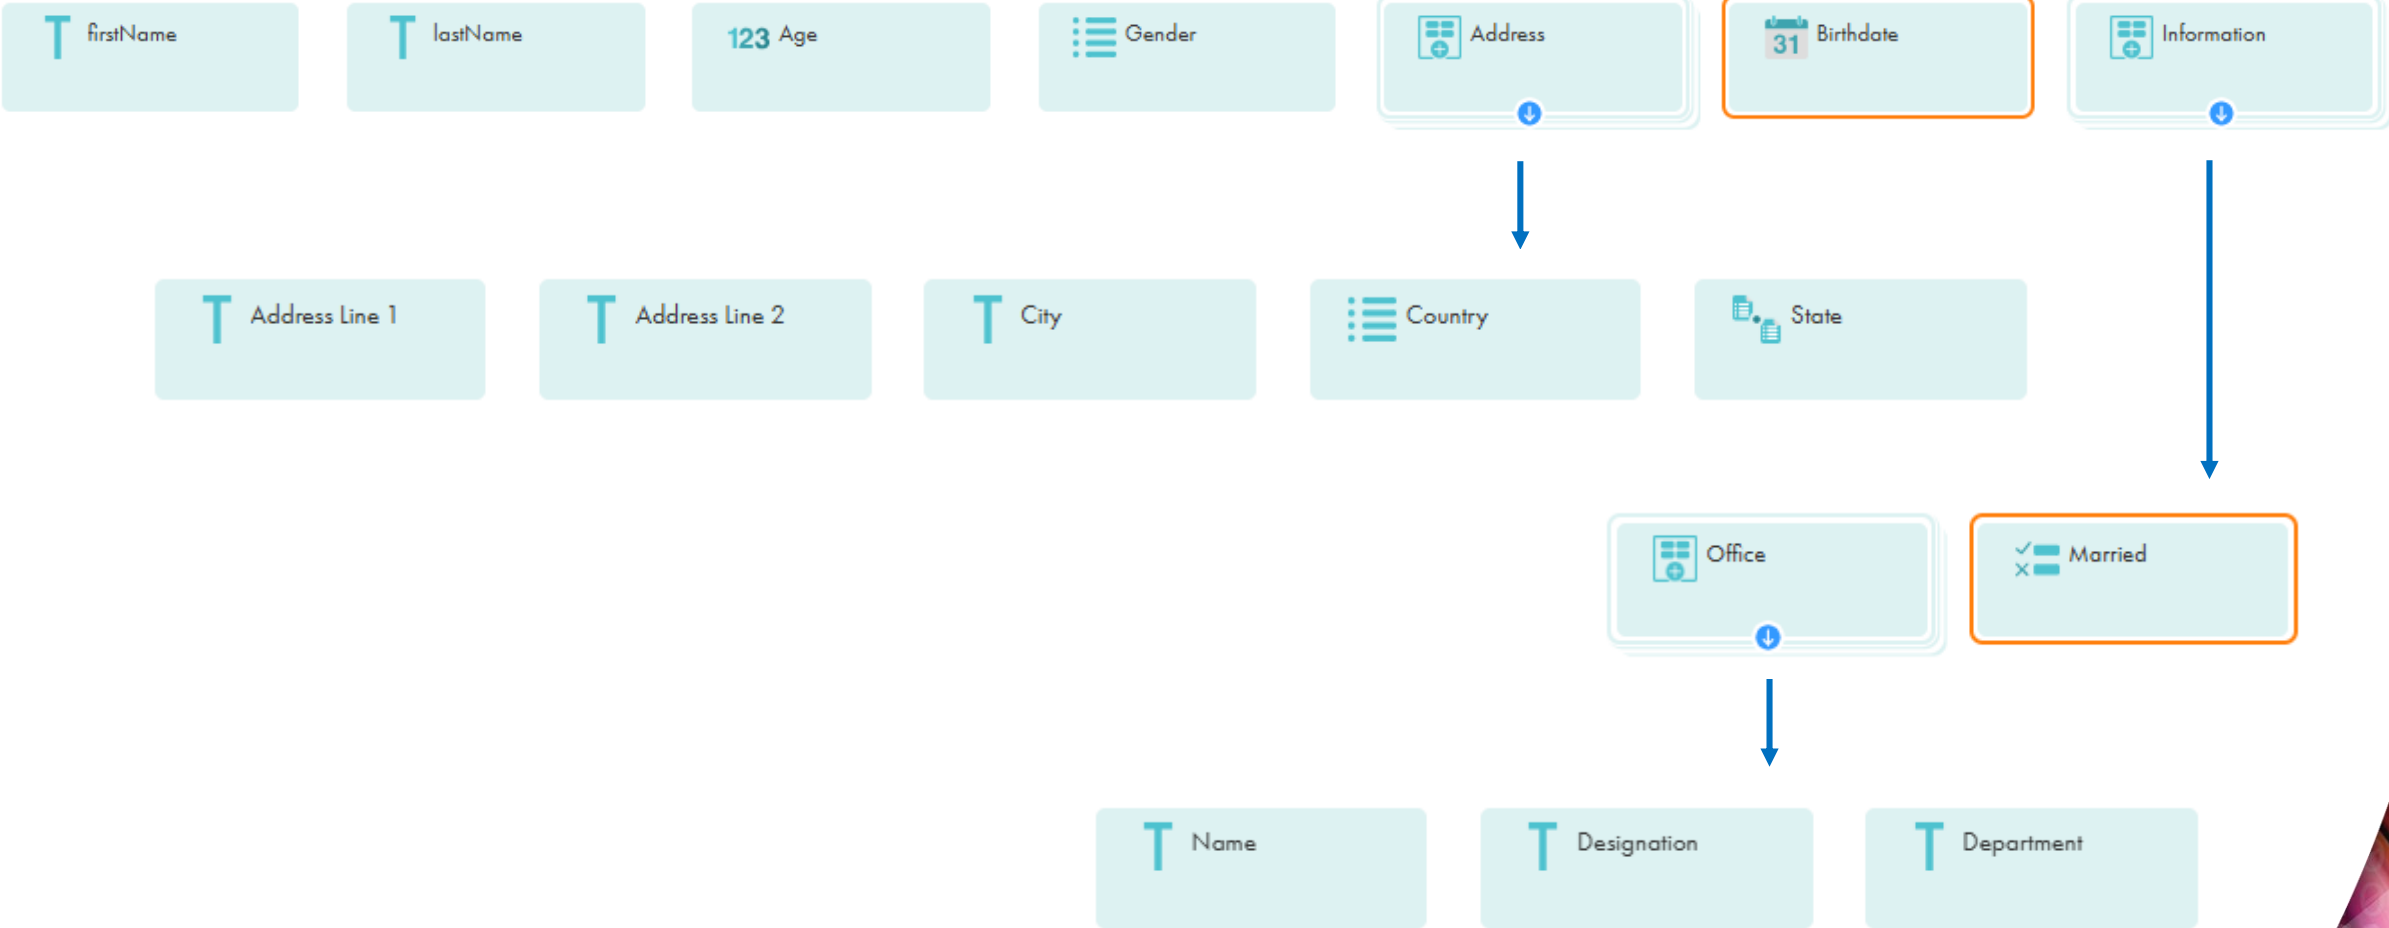 firstName
lastName
123 Age
Gender
Address
31 Birthdate
Information
Address Line 1
Address Line 2
City
Country
State
Office
Married
Name
Designation
Department